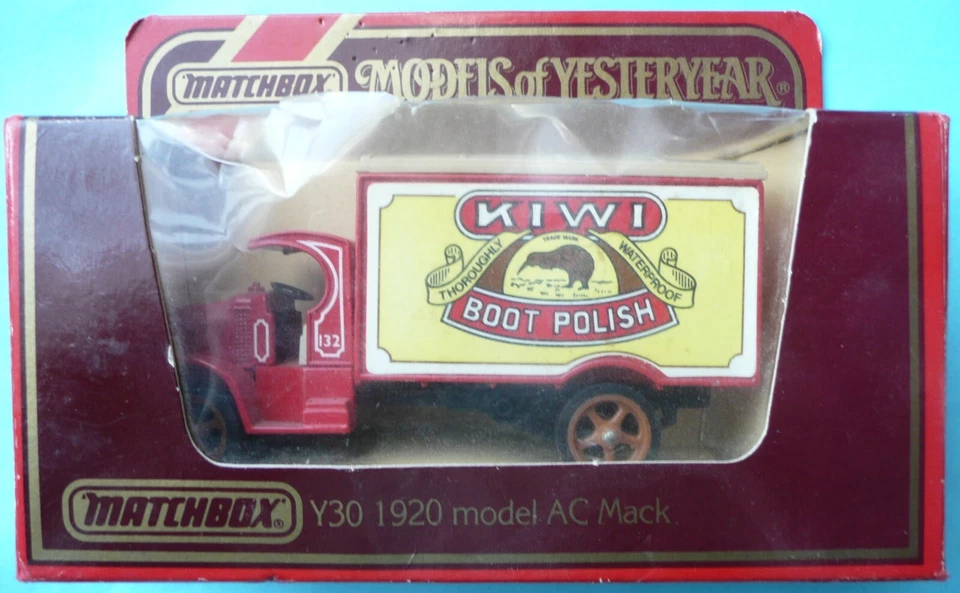 MATCHBOX MODELS of YESTERYEAR®
KIWI
TRADE MARK
THOROUGHLY WATERPROOF
BOOT POLISH
132
MATCHBOX® Y30 1920 model AC Mack